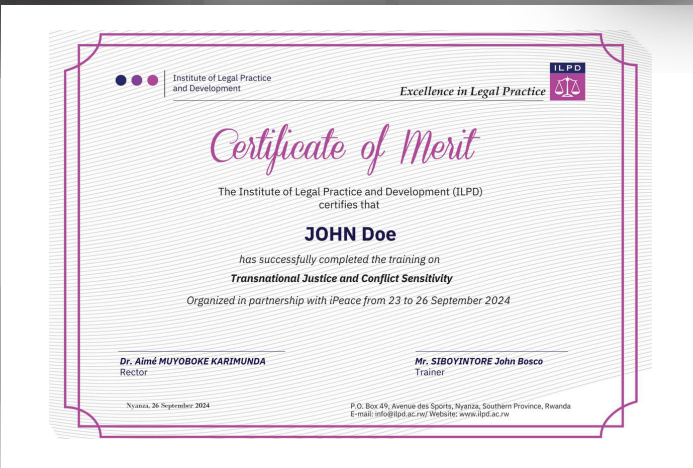 Institute of Legal Practice
and Development
Excellence in Legal Practice
ILPD
Certificate of Merit
The Institute of Legal Practice and Development (ILPD)
certifies that
JOHN Doe
has successfully completed the training on
Transnational Justice and Conflict Sensitivity
Organized in partnership with iPeace from 23 to 26 September 2024
Dr. Aimé MUYOBOKE KARIMUNDA
Rector
Mr. SIBOYINTORE John Bosco
Trainer
Nyanza, 26 September 2024
P.O. Box 49, Avenue des Sports, Nyanza, Southern Province, Rwanda
E-mail: info@ilpd.ac.rw/ Website: www.ilpd.ac.rw